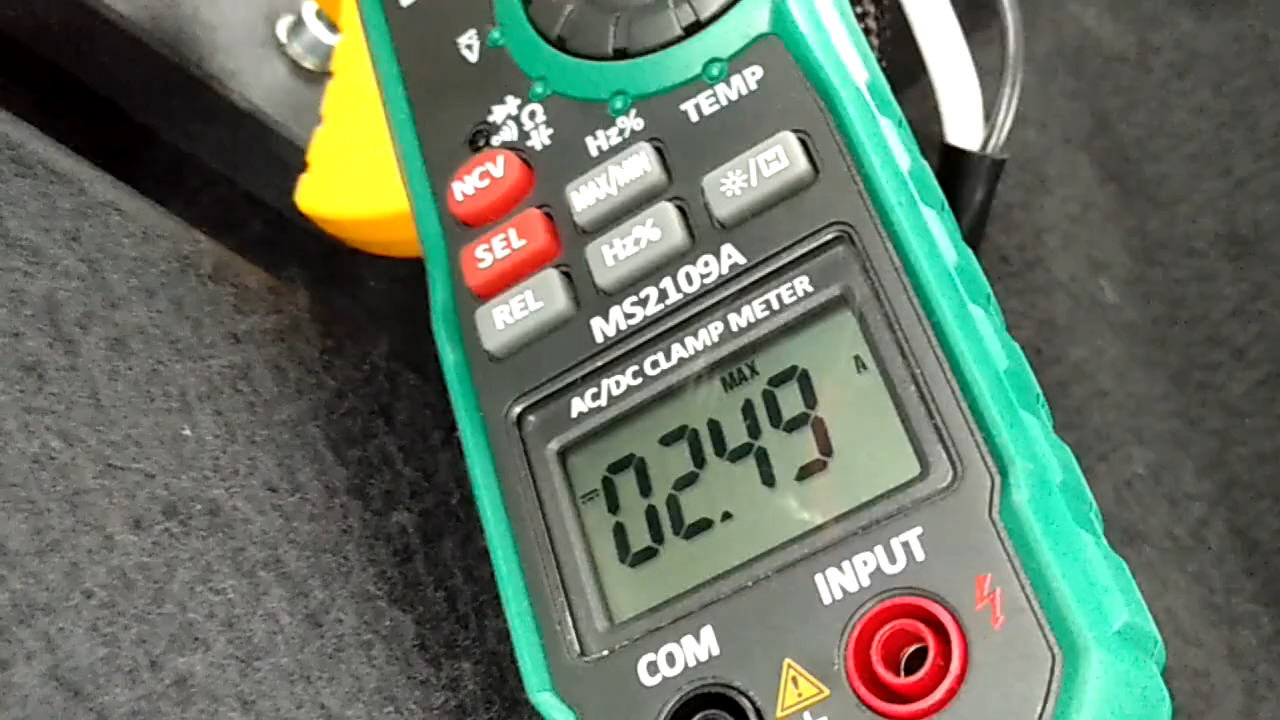 TEMP
Hz%
NCV
MAX/MIN
SEL
Hz%
REL
MS2109A
AC/DC CLAMP METER
MAX
A
02.49
INPUT
COM